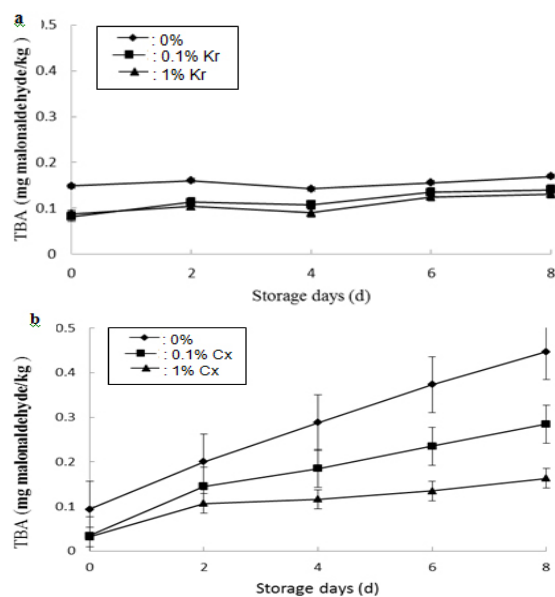 a
: 0%
: 0.1% Kr
: 1% Kr
TBA (mg malonaldehyde/kg)
0.5
0.4
0.3
0.2
0.1
0
0 2 4 6 8
Storage days (d)
b
: 0%
: 0.1% Cx
: 1% Cx
TBA (mg malonaldehyde/kg)
0.5
0.4
0.3
0.2
0.1
0
0 2 4 6 8
Storage days (d)